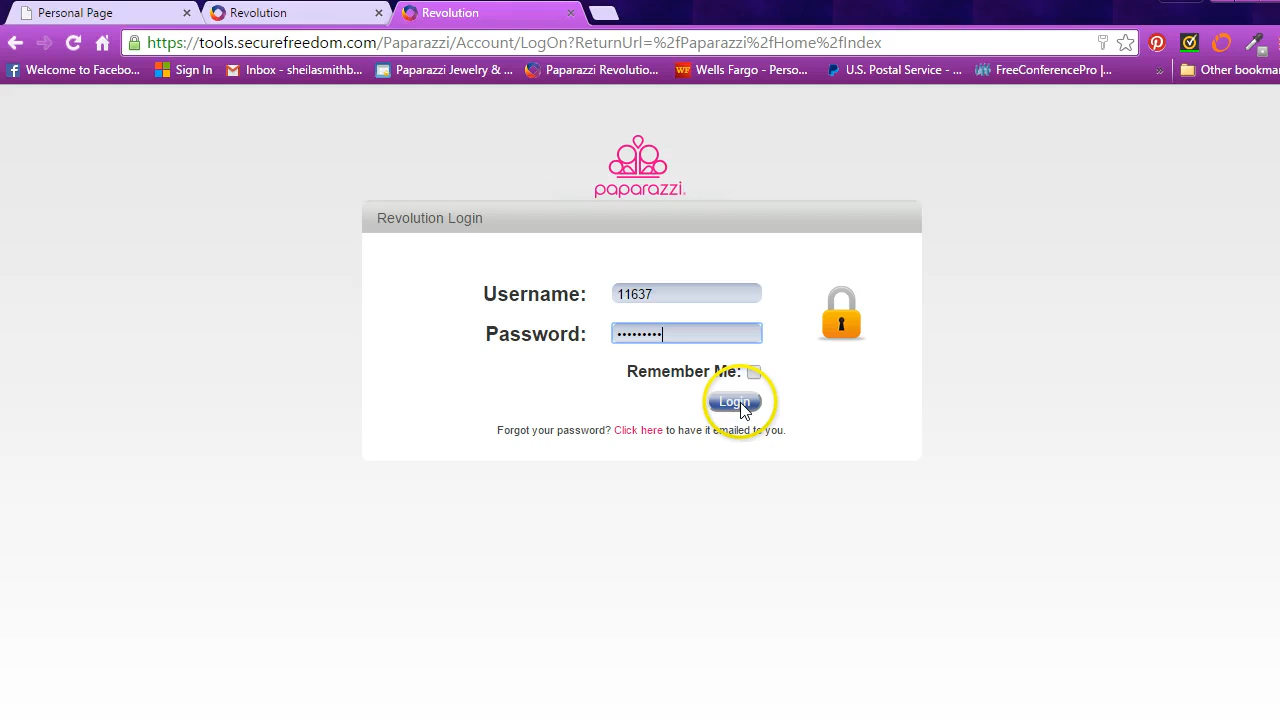 Personal Page
Revolution
Revolution
https://tools.securefreedom.com/Paparazzi/Account/LogOn?ReturnUrl=%2fPaparazzi%2fHome%2fIndex
Welcome to Facebo...
Sign In
Inbox - sheilasmithb...
Paparazzi Jewelry & ...
Paparazzi Revolutio...
Wells Fargo - Perso...
U.S. Postal Service - ...
FreeConferencePro |...
»
Other bookma
paparazzi
Revolution Login
Username: 11637
Password: •••••••••
Remember Me:
Login
Forgot your password? Click here to have it emailed to you.